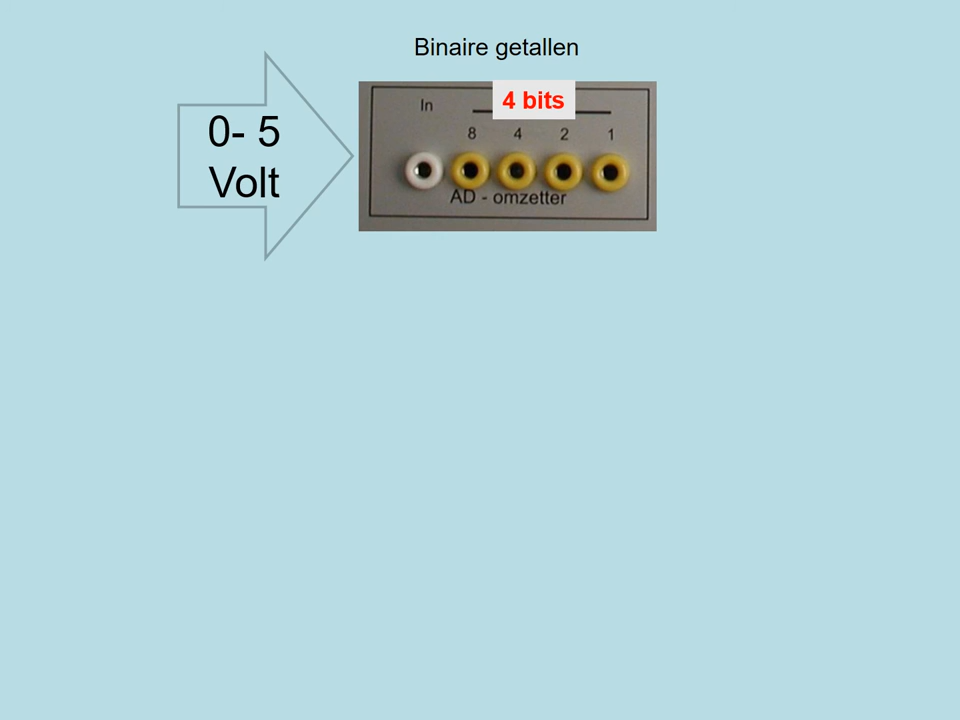 Binaire getallen
0- 5
Volt
4 bits
In
8 4 2 1
AD - omzetter